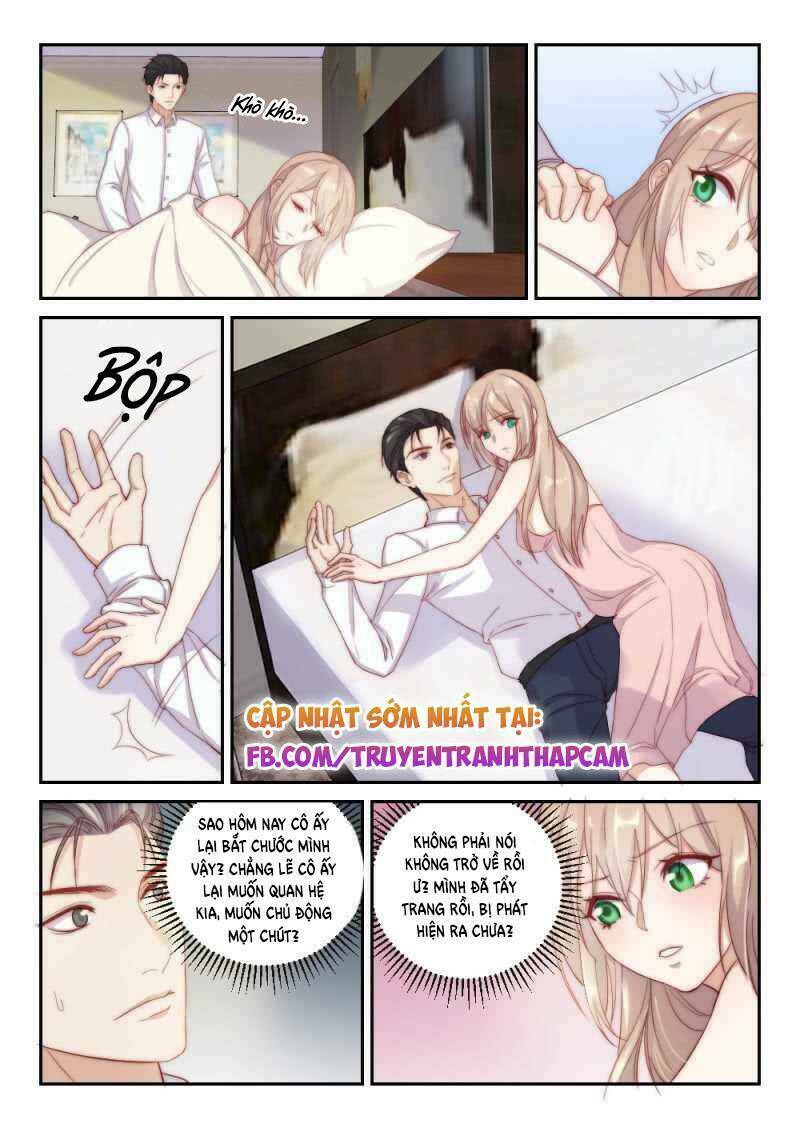 Khò khò...
BỘP
CẬP NHẬT SỚM NHẤT TẠI:
FB.COM/TRUYENTRANHTHAPCAM
SAO HÔM NAY CÔ ẤY
LẠI BẮT CHƯỚC MÌNH
VẬY? CHẲNG LẼ CÔ ẤY
LẠI MUỐN QUAN HỆ
KIA, MUỐN CHỦ ĐỘNG
MỘT CHÚT?
KHÔNG PHẢI NÓI
KHÔNG TRỞ VỀ RỒI
Ư? MÌNH ĐÃ TẨY
TRANG RỒI, BỊ PHÁT
HIỆN RA CHƯA?